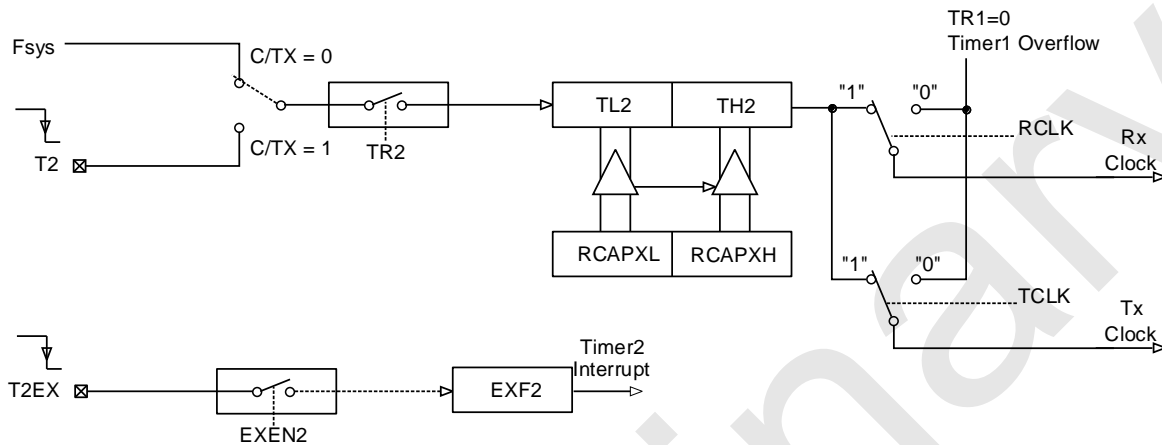 TR1=0
Timer1 Overflow
Fsys
C/TX = 0
TL2
TH2
"1"
"0"
RCLK
Rx
Clock
T2
C/TX = 1
TR2
RCAPXL
RCAPXH
"1"
"0"
TCLK
Tx
Clock
Timer2
Interrupt
T2EX
EXF2
EXEN2
inary